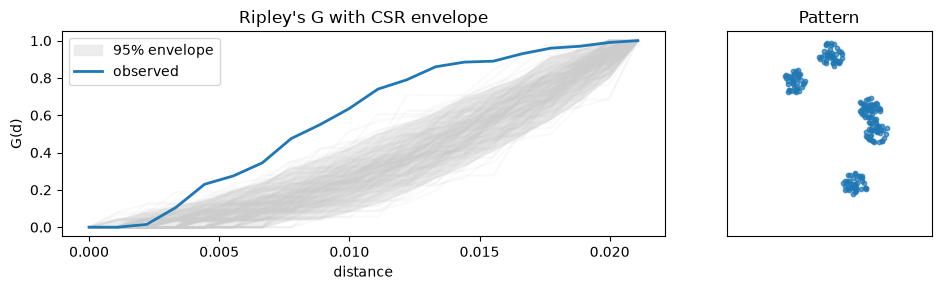 Ripley's G with CSR envelope
Pattern
95% envelope
observed
G(d)
1.0
0.8
0.6
0.4
0.2
0.0
0.000
0.005
0.010
0.015
0.020
distance